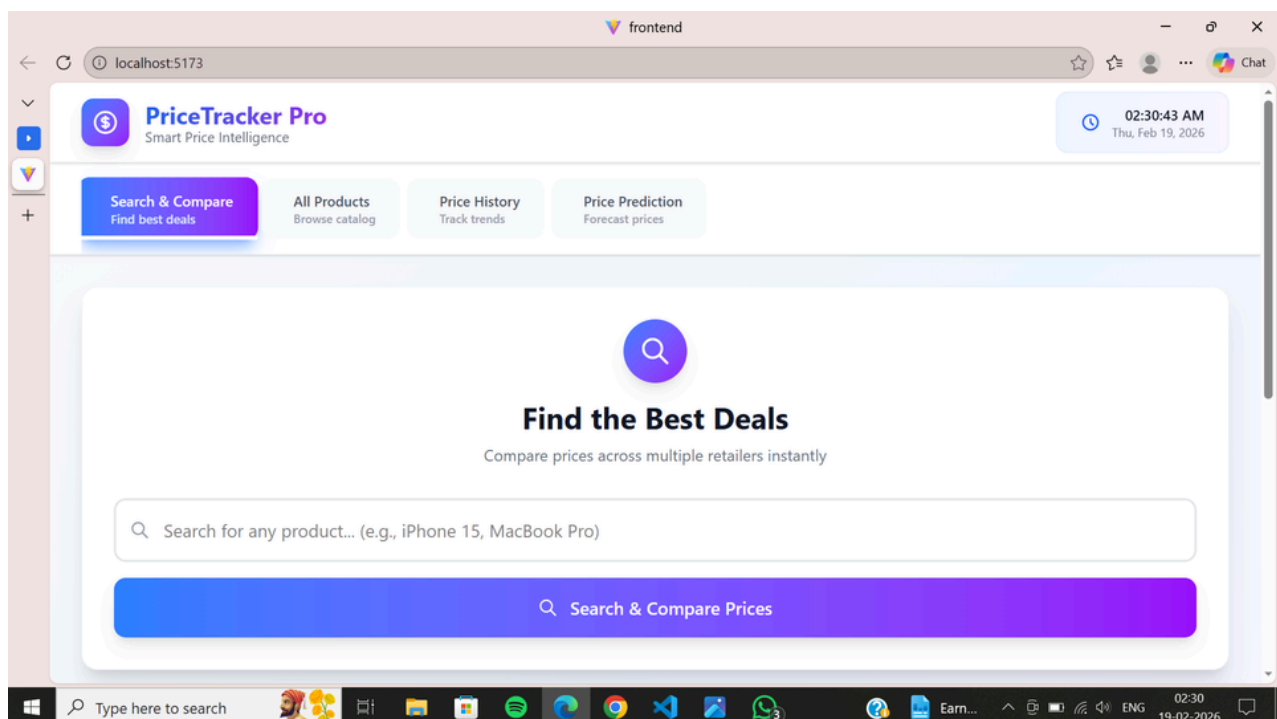 frontend
localhost:5173
Chat
PriceTracker Pro
Smart Price Intelligence
02:30:43 AM
Thu, Feb 19, 2026
Search & Compare
Find best deals
All Products
Browse catalog
Price History
Track trends
Price Prediction
Forecast prices
Find the Best Deals
Compare prices across multiple retailers instantly
Search for any product... (e.g., iPhone 15, MacBook Pro)
Search & Compare Prices
Type here to search
3
Earn...
ENG
02:30
19-02-2026